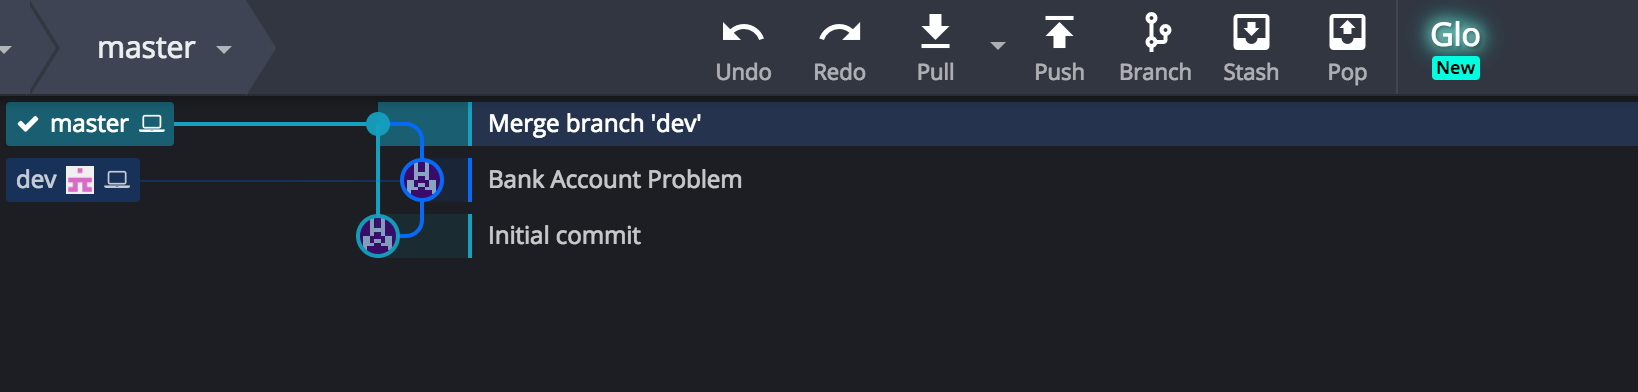 master
Undo Redo Pull Push Branch Stash Pop
Glo
New
master Merge branch 'dev'
dev Bank Account Problem
Initial commit